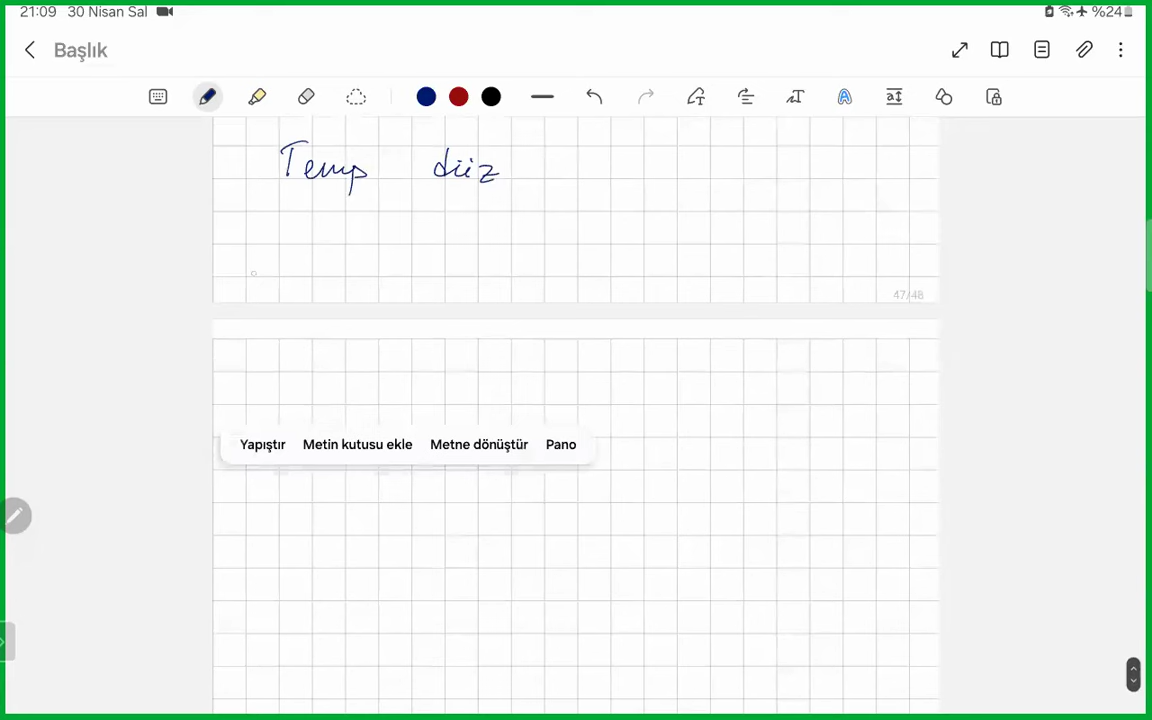 21:09 30 Nisan Sal %24
Başlık
Temp düz
47/48
Yapıştır Metin kutusu ekle Metne dönüştür Pano